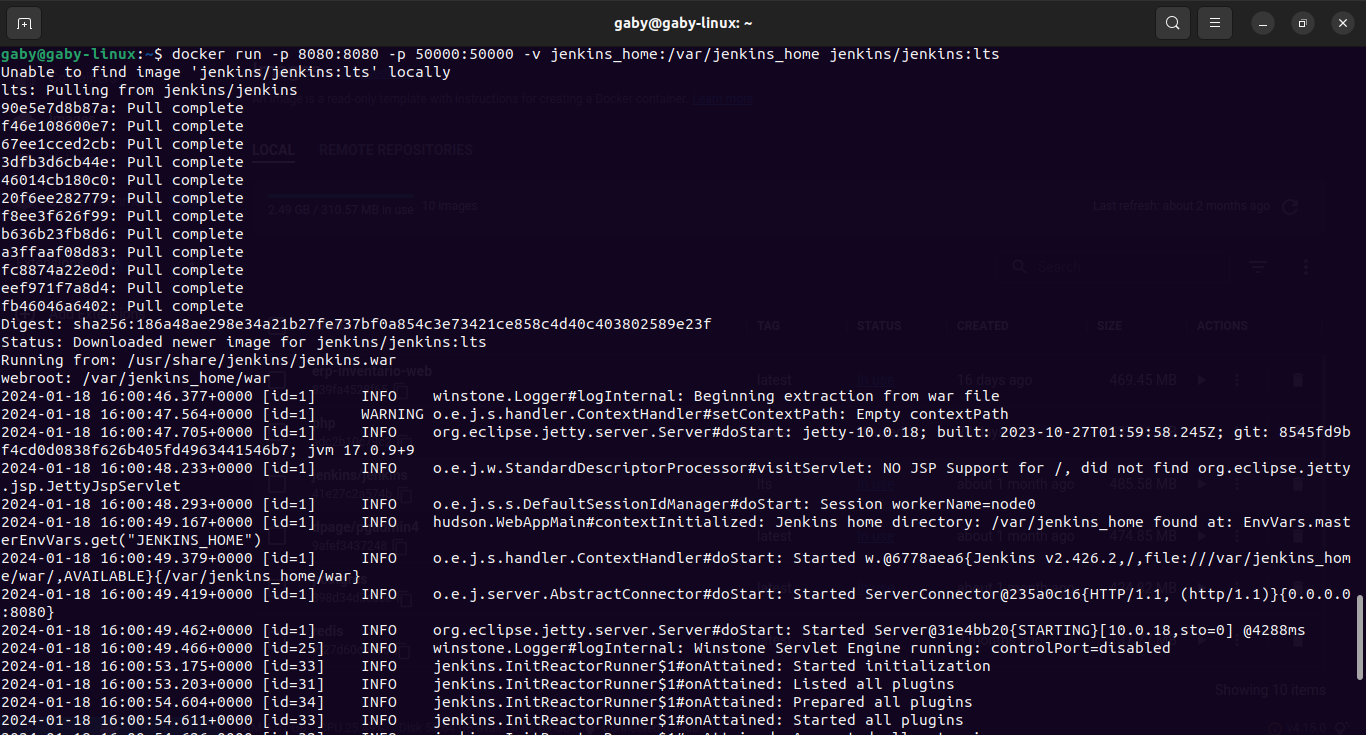 gaby@gaby-linux: ~
gaby@gaby-linux:~$ docker run -p 8080:8080 -p 50000:50000 -v jenkins_home:/var/jenkins_home jenkins/jenkins:lts
Unable to find image 'jenkins/jenkins:lts' locally
lts: Pulling from jenkins/jenkins
90e5e7d8b87a: Pull complete
f46e108600e7: Pull complete
67ee1cced2cb: Pull complete
3dfb3d6cb44e: Pull complete
46014cb180c0: Pull complete
20f6ee282779: Pull complete
f8ee3f626f99: Pull complete
b636b23fb8d6: Pull complete
a3ffaaf08d83: Pull complete
fc8874a22e0d: Pull complete
eef971f7a8d4: Pull complete
fb46046a6402: Pull complete
Digest: sha256:186a48ae298e34a21b27fe737bf0a854c3e73421ce858c4d40c403802589e23f
Status: Downloaded newer image for jenkins/jenkins:lts
Running from: /usr/share/jenkins/jenkins.war
webroot: /var/jenkins_home/war
2024-01-18 16:00:46.377+0000 [id=1] INFO winstone.Logger#logInternal: Beginning extraction from war file
2024-01-18 16:00:47.564+0000 [id=1] WARNING o.e.j.s.handler.ContextHandler#setContextPath: Empty contextPath
2024-01-18 16:00:47.705+0000 [id=1] INFO org.eclipse.jetty.server.Server#doStart: jetty-10.0.18; built: 2023-10-27T01:59:58.245Z; git: 8545fd9b
f4cd0d0838f626b405fd4963441546b7; jvm 17.0.9+9
2024-01-18 16:00:48.233+0000 [id=1] INFO o.e.j.w.StandardDescriptorProcessor#visitServlet: NO JSP Support for /, did not find org.eclipse.jetty
.jsp.JettyJspServlet
2024-01-18 16:00:48.293+0000 [id=1] INFO o.e.j.s.s.DefaultSessionIdManager#doStart: Session workerName=node0
2024-01-18 16:00:49.167+0000 [id=1] INFO hudson.WebAppMain#contextInitialized: Jenkins home directory: /var/jenkins_home found at: EnvVars.mast
erEnvVars.get("JENKINS_HOME")
2024-01-18 16:00:49.379+0000 [id=1] INFO o.e.j.s.handler.ContextHandler#doStart: Started w.@6778aea6{Jenkins v2.426.2,/,file:///var/jenkins_hom
e/war/,AVAILABLE}{/var/jenkins_home/war}
2024-01-18 16:00:49.419+0000 [id=1] INFO o.e.j.server.AbstractConnector#doStart: Started ServerConnector@235a0c16{HTTP/1.1, (http/1.1)}{0.0.0.0
:8080}
2024-01-18 16:00:49.462+0000 [id=1] INFO org.eclipse.jetty.server.Server#doStart: Started Server@31e4bb20{STARTING}[10.0.18,sto=0] @4288ms
2024-01-18 16:00:49.466+0000 [id=25] INFO winstone.Logger#logInternal: Winstone Servlet Engine running: controlPort=disabled
2024-01-18 16:00:53.175+0000 [id=33] INFO jenkins.InitReactorRunner$1#onAttained: Started initialization
2024-01-18 16:00:53.203+0000 [id=31] INFO jenkins.InitReactorRunner$1#onAttained: Listed all plugins
2024-01-18 16:00:54.604+0000 [id=34] INFO jenkins.InitReactorRunner$1#onAttained: Prepared all plugins
2024-01-18 16:00:54.611+0000 [id=33] INFO jenkins.InitReactorRunner$1#onAttained: Started all plugins